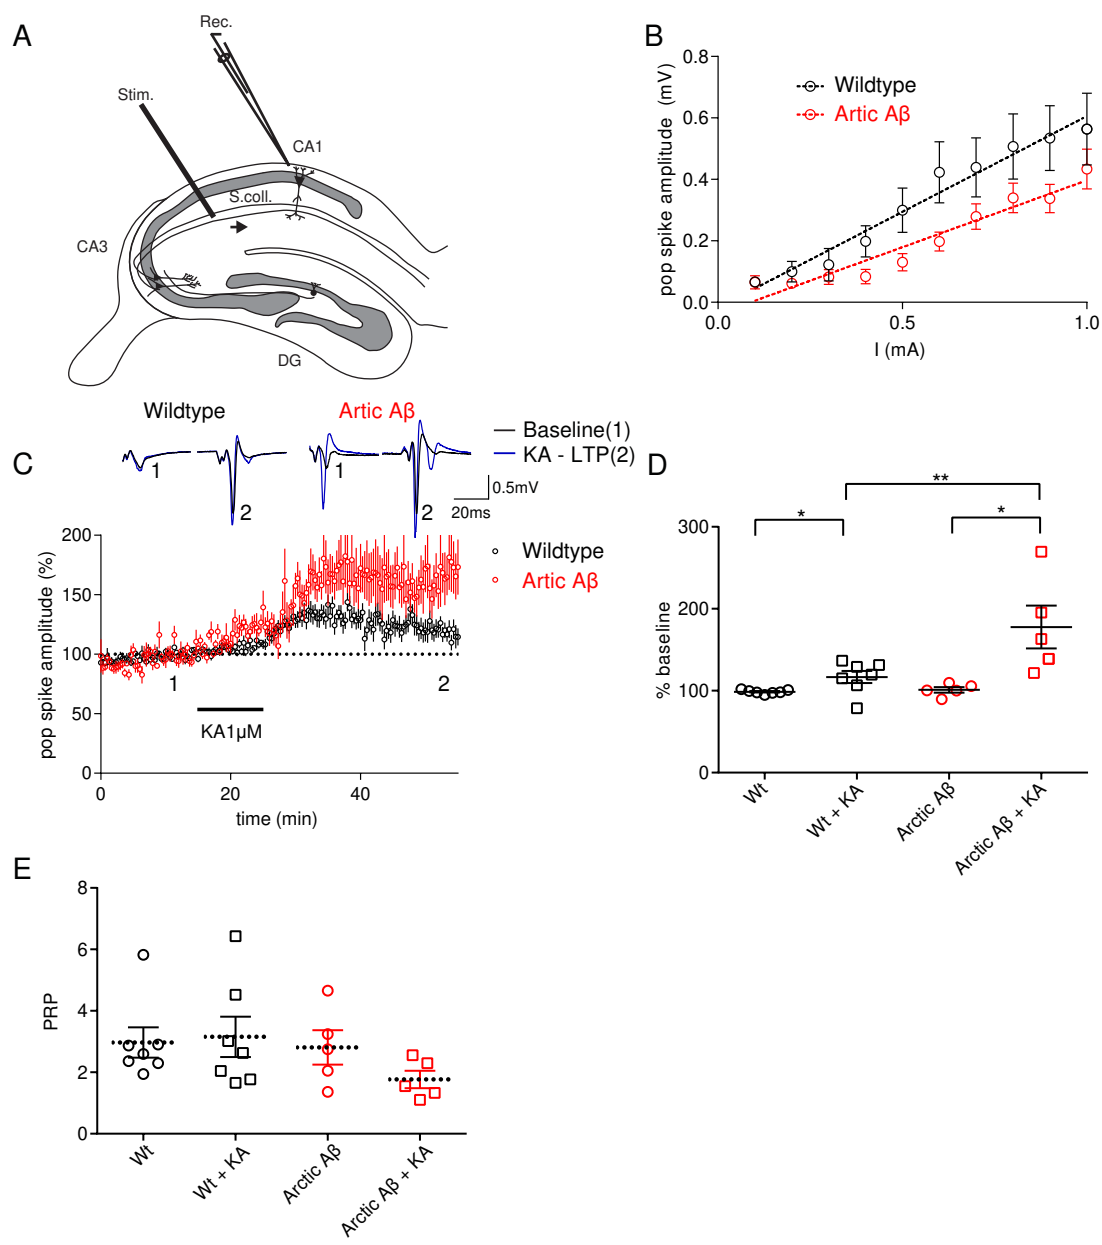 A
Rec.
Stim.
CA1
S.coll.
CA3
DG
B
pop spike amplitude (mV)
0.8
0.6
0.4
0.2
0.0
Wildtype
Artic Aβ
0.0 0.5 1.0
I (mA)
C
Wildtype Artic Aβ
1 2 1 2
Baseline(1)
KA - LTP(2)
0.5mV
20ms
pop spike amplitude (%)
200
150
100
50
0
Wildtype
Artic Aβ
1 2
KA1μM
0 20 40
time (min)
D
% baseline
300
200
100
0
**
* *
Wt Wt + KA Arctic Aβ Arctic Aβ + KA
E
PRP
8
6
4
2
0
Wt Wt + KA Arctic Aβ Arctic Aβ + KA